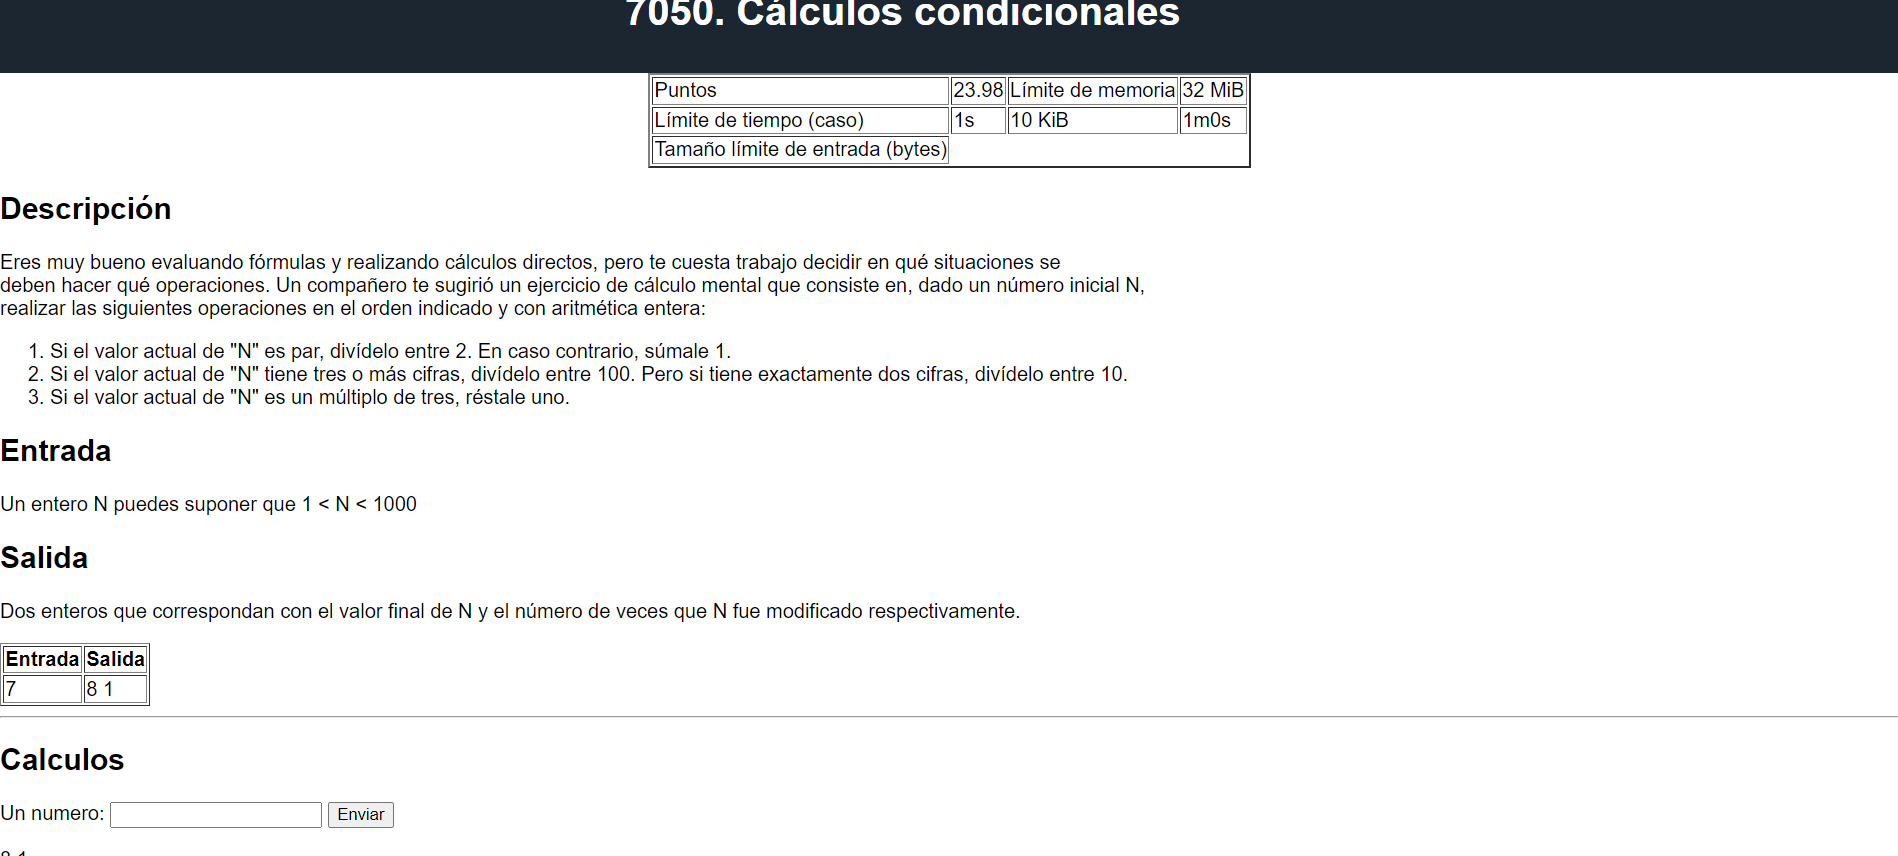 7050. Cálculos condicionales
Puntos 23.98 Límite de memoria 32 MiB
Límite de tiempo (caso) 1s 10 KiB 1m0s
Tamaño límite de entrada (bytes)
Descripción
Eres muy bueno evaluando fórmulas y realizando cálculos directos, pero te cuesta trabajo decidir en qué situaciones se
deben hacer qué operaciones. Un compañero te sugirió un ejercicio de cálculo mental que consiste en, dado un número inicial N,
realizar las siguientes operaciones en el orden indicado y con aritmética entera:
1. Si el valor actual de "N" es par, divídelo entre 2. En caso contrario, súmale 1.
2. Si el valor actual de "N" tiene tres o más cifras, divídelo entre 100. Pero si tiene exactamente dos cifras, divídelo entre 10.
3. Si el valor actual de "N" es un múltiplo de tres, réstale uno.
Entrada
Un entero N puedes suponer que 1 < N < 1000
Salida
Dos enteros que correspondan con el valor final de N y el número de veces que N fue modificado respectivamente.
Entrada Salida
7 8 1
Calculos
Un numero: Enviar
8 1